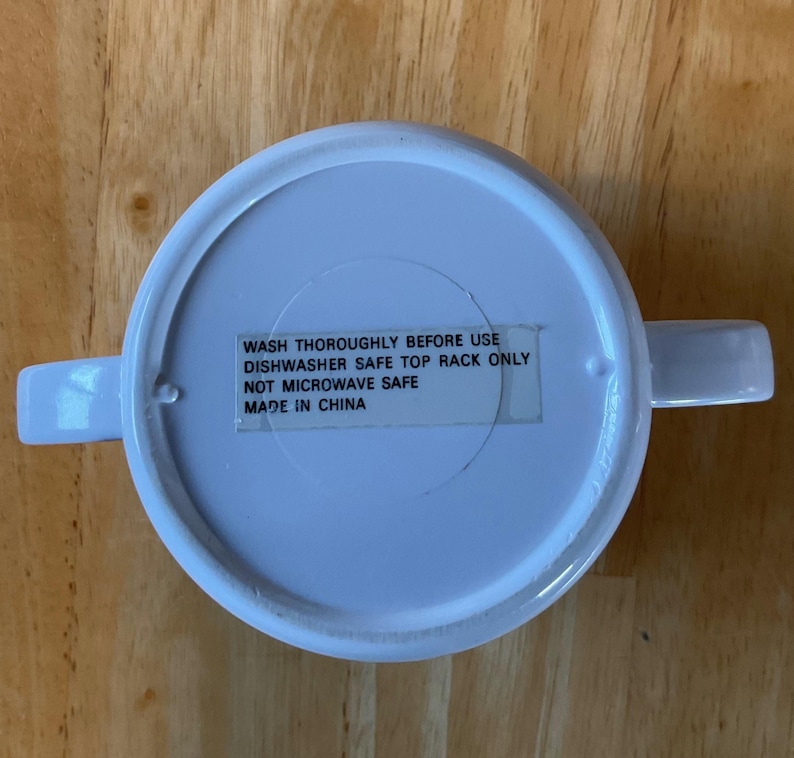 WASH THOROUGHLY BEFORE USE
DISHWASHER SAFE TOP RACK ONLY
NOT MICROWAVE SAFE
MADE IN CHINA